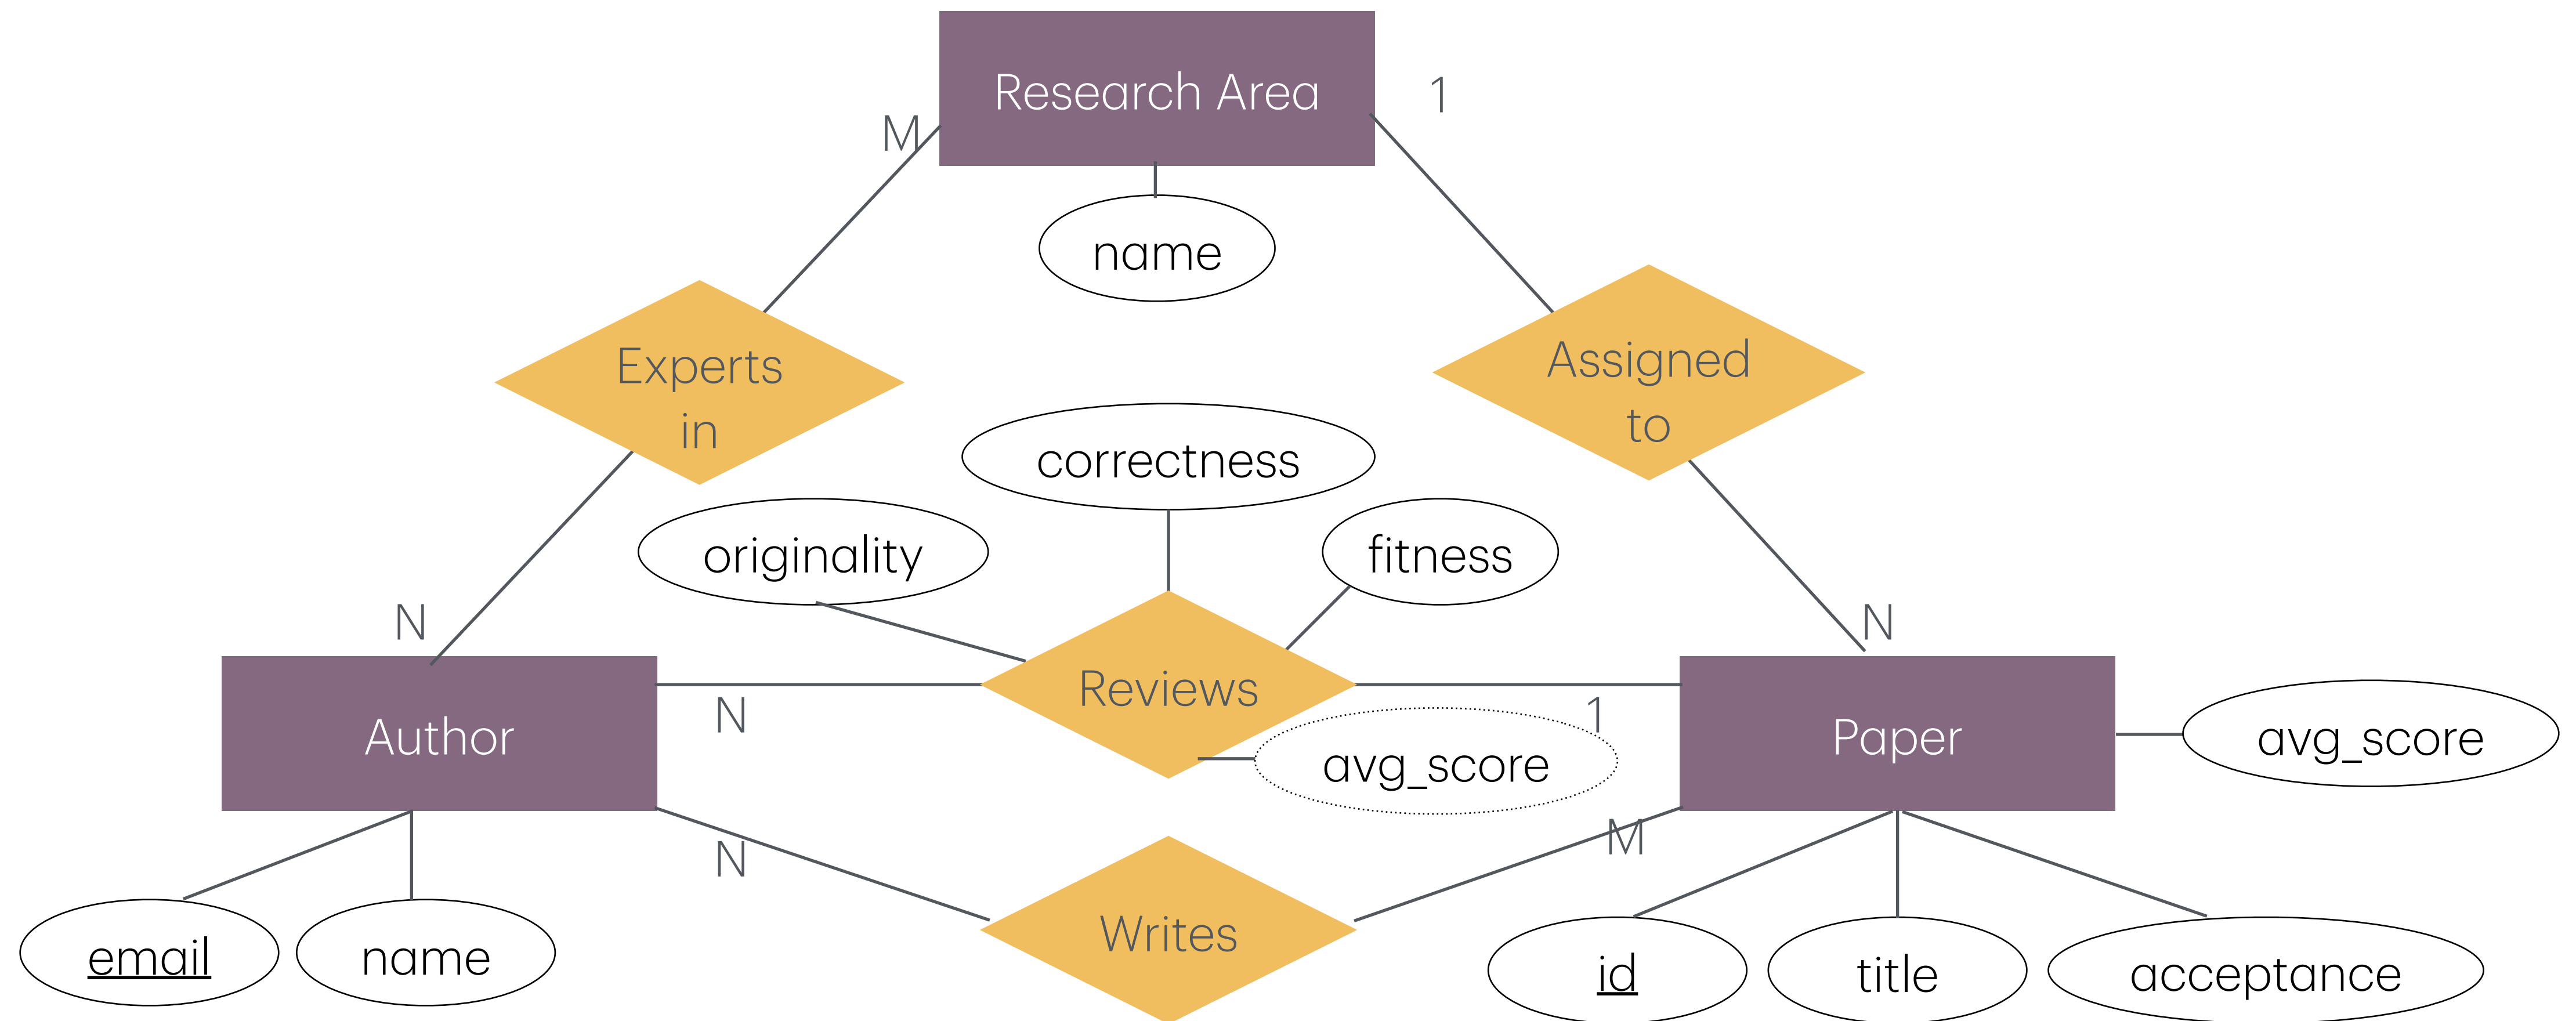 Research Area
1
M
name
Experts
in
Assigned
to
correctness
originality
fitness
N
N
Reviews
Author
N
1
Paper
avg_score
avg_score
N
M
Writes
email
name
id
title
acceptance